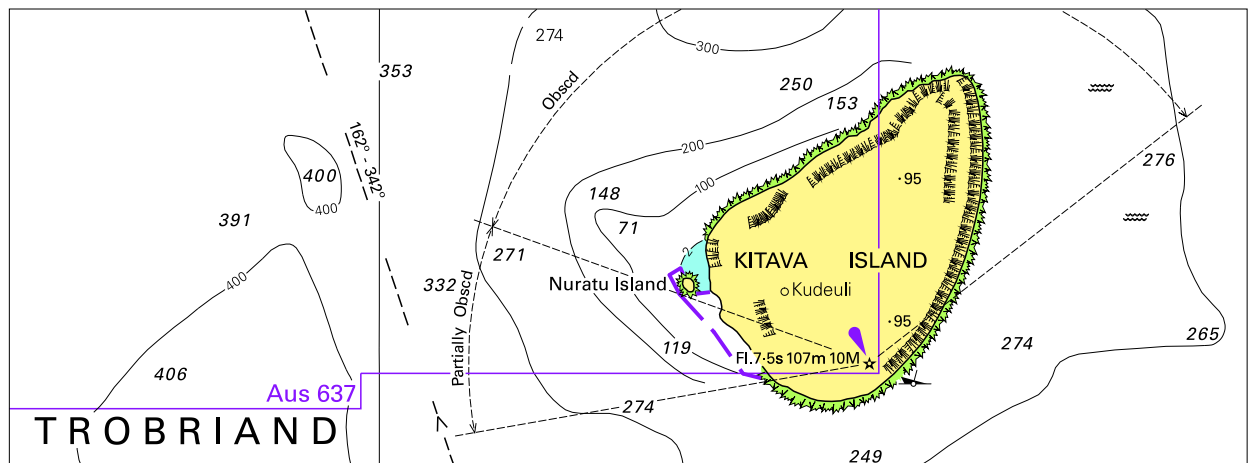 274
300
353
Obscd
250
153
162° - 342°
200
276
400
·95
148
100
400
391
71
2
271
KITAVA ISLAND
400
332
Nuratu Island
Kudeuli
Partially Obscd
·95
274
265
119
Fl.7·5s 107m 10M
406
Aus 637
274
TROBRIAND
249